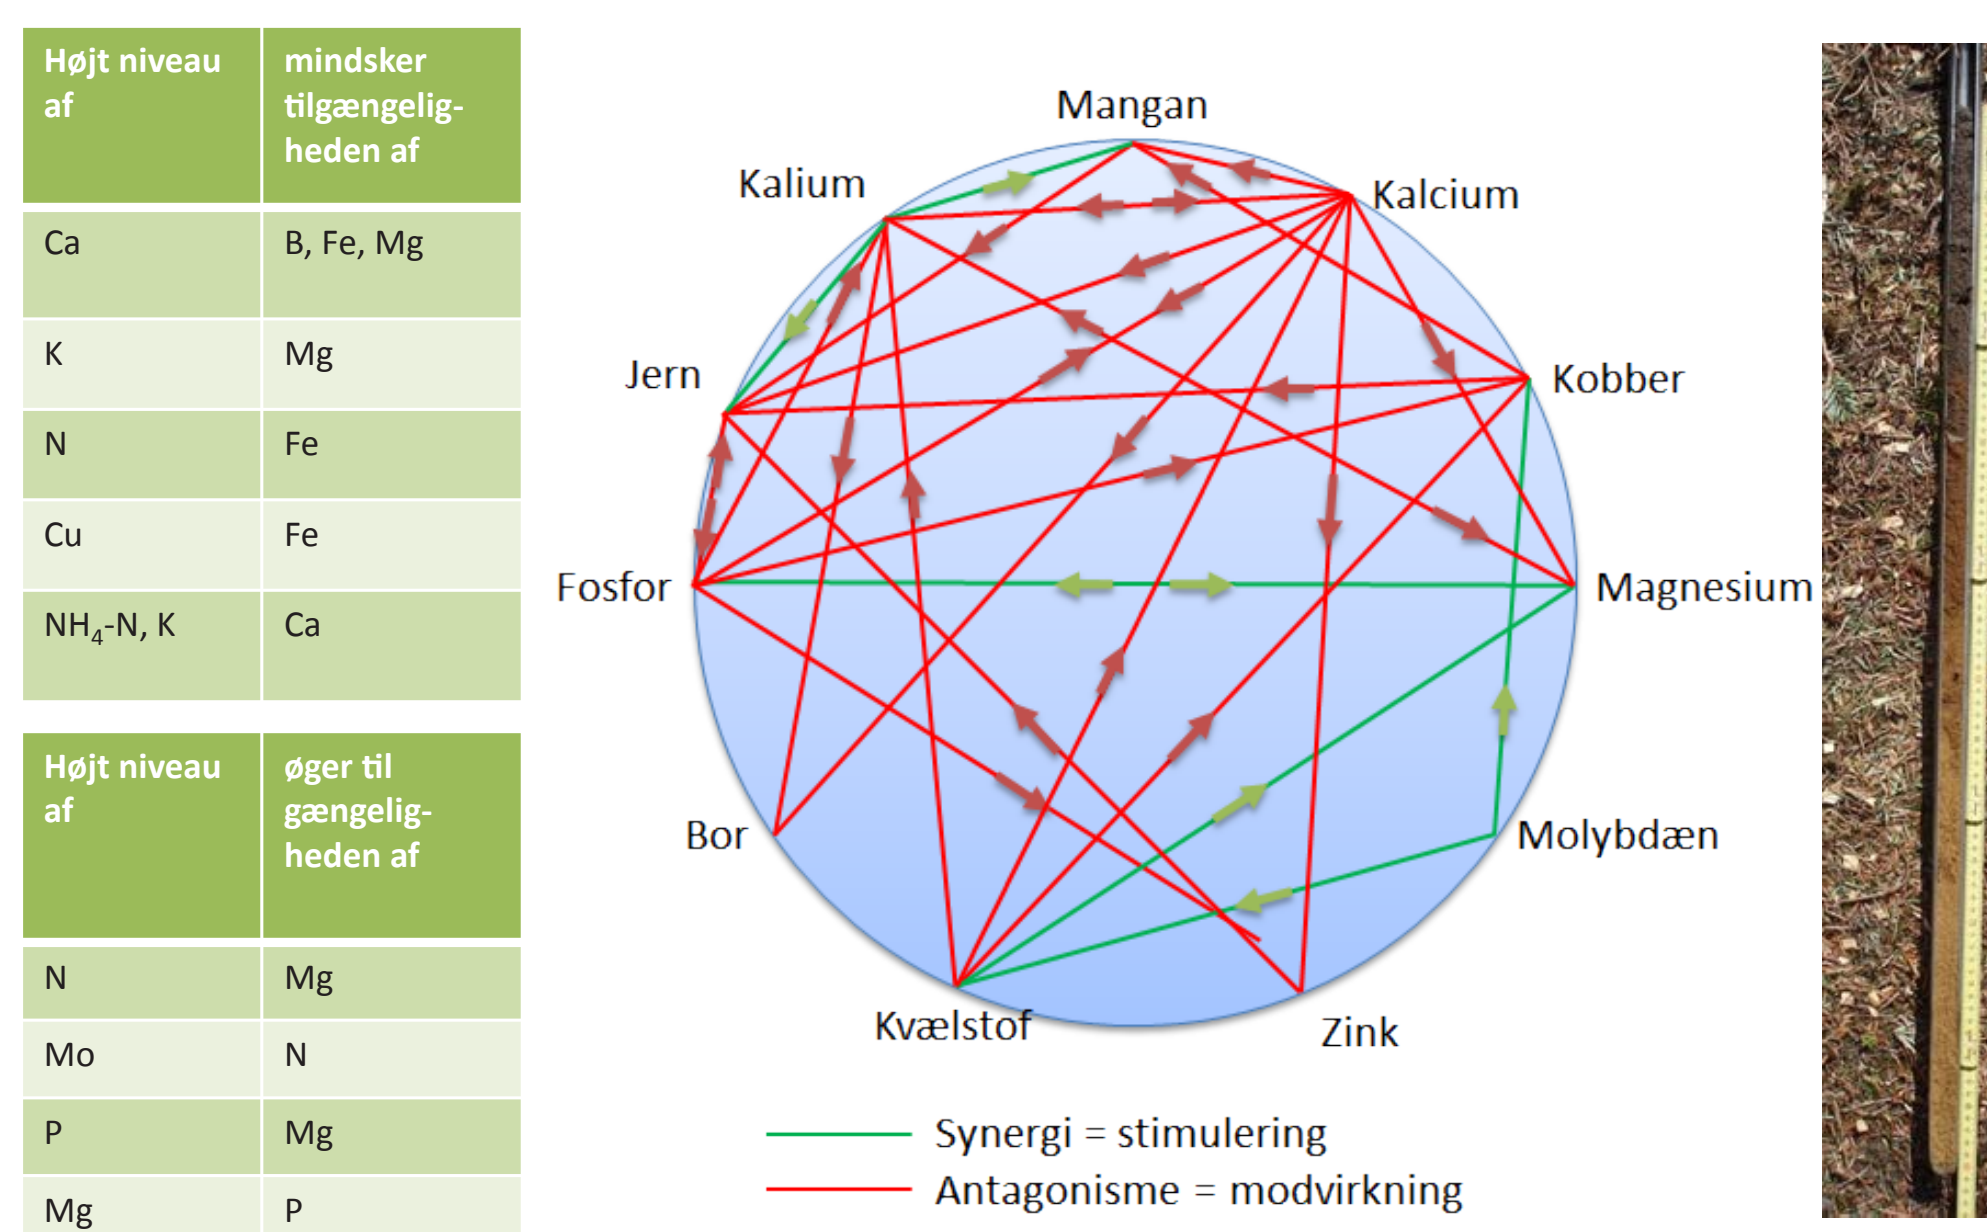 Højt niveau
af
mindsker
tilgængelig-
heden af
Ca
B, Fe, Mg
K
Mg
N
Fe
Cu
Fe
NH₄-N, K
Ca
Højt niveau
af
øger til
gængelig-
heden af
N
Mg
Mo
N
P
Mg
Mg
P
Mangan
Kalium
Kalcium
Jern
Kobber
Fosfor
Magnesium
Bor
Molybdæn
Kvælstof
Zink
Synergi = stimulering
Antagonisme = modvirkning